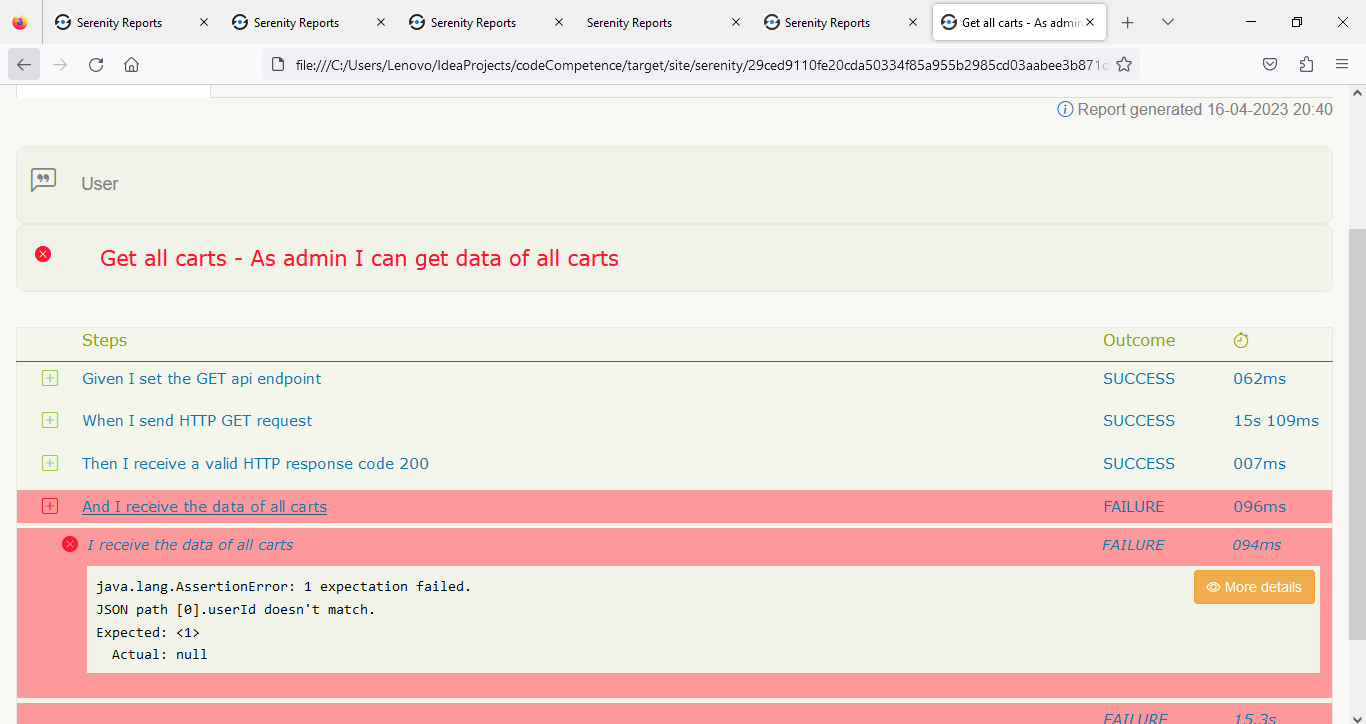 Serenity Reports
Serenity Reports
Serenity Reports
Serenity Reports
Serenity Reports
Get all carts - As admin
file:///C:/Users/Lenovo/IdeaProjects/codeCompetence/target/site/serenity/29ced9110fe20cda50334f85a955b2985cd03aabee3b871c
Report generated 16-04-2023 20:40
User
Get all carts - As admin I can get data of all carts
Steps Outcome
Given I set the GET api endpoint SUCCESS 062ms
When I send HTTP GET request SUCCESS 15s 109ms
Then I receive a valid HTTP response code 200 SUCCESS 007ms
And I receive the data of all carts FAILURE 096ms
I receive the data of all carts FAILURE 094ms
java.lang.AssertionError: 1 expectation failed.
More details
JSON path [0].userId doesn't match.
Expected: <1>
Actual: null
FAILURE 15.3s